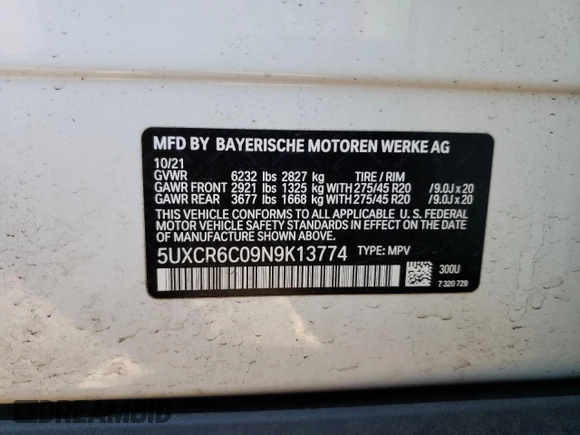 MFD BY BAYERISCHE MOTOREN WERKE AG
10/21
GVWR 6232 lbs 2827 kg TIRE / RIM
GAWR FRONT 2921 lbs 1325 kg WITH 275/45 R20 /9.0J x 20
GAWR REAR 3677 lbs 1668 kg WITH 275/45 R20 /9.0J x 20
THIS VEHICLE CONFORMS TO ALL APPLICABLE U. S. FEDERAL
MOTOR VEHICLE SAFETY STANDARDS IN EFFECT ON THE DATE
OF MANUFACTURE SHOWN ABOVE.
5UXCR6C09N9K13774 TYPE: MPV
300U
7 320 729
DREAMBID